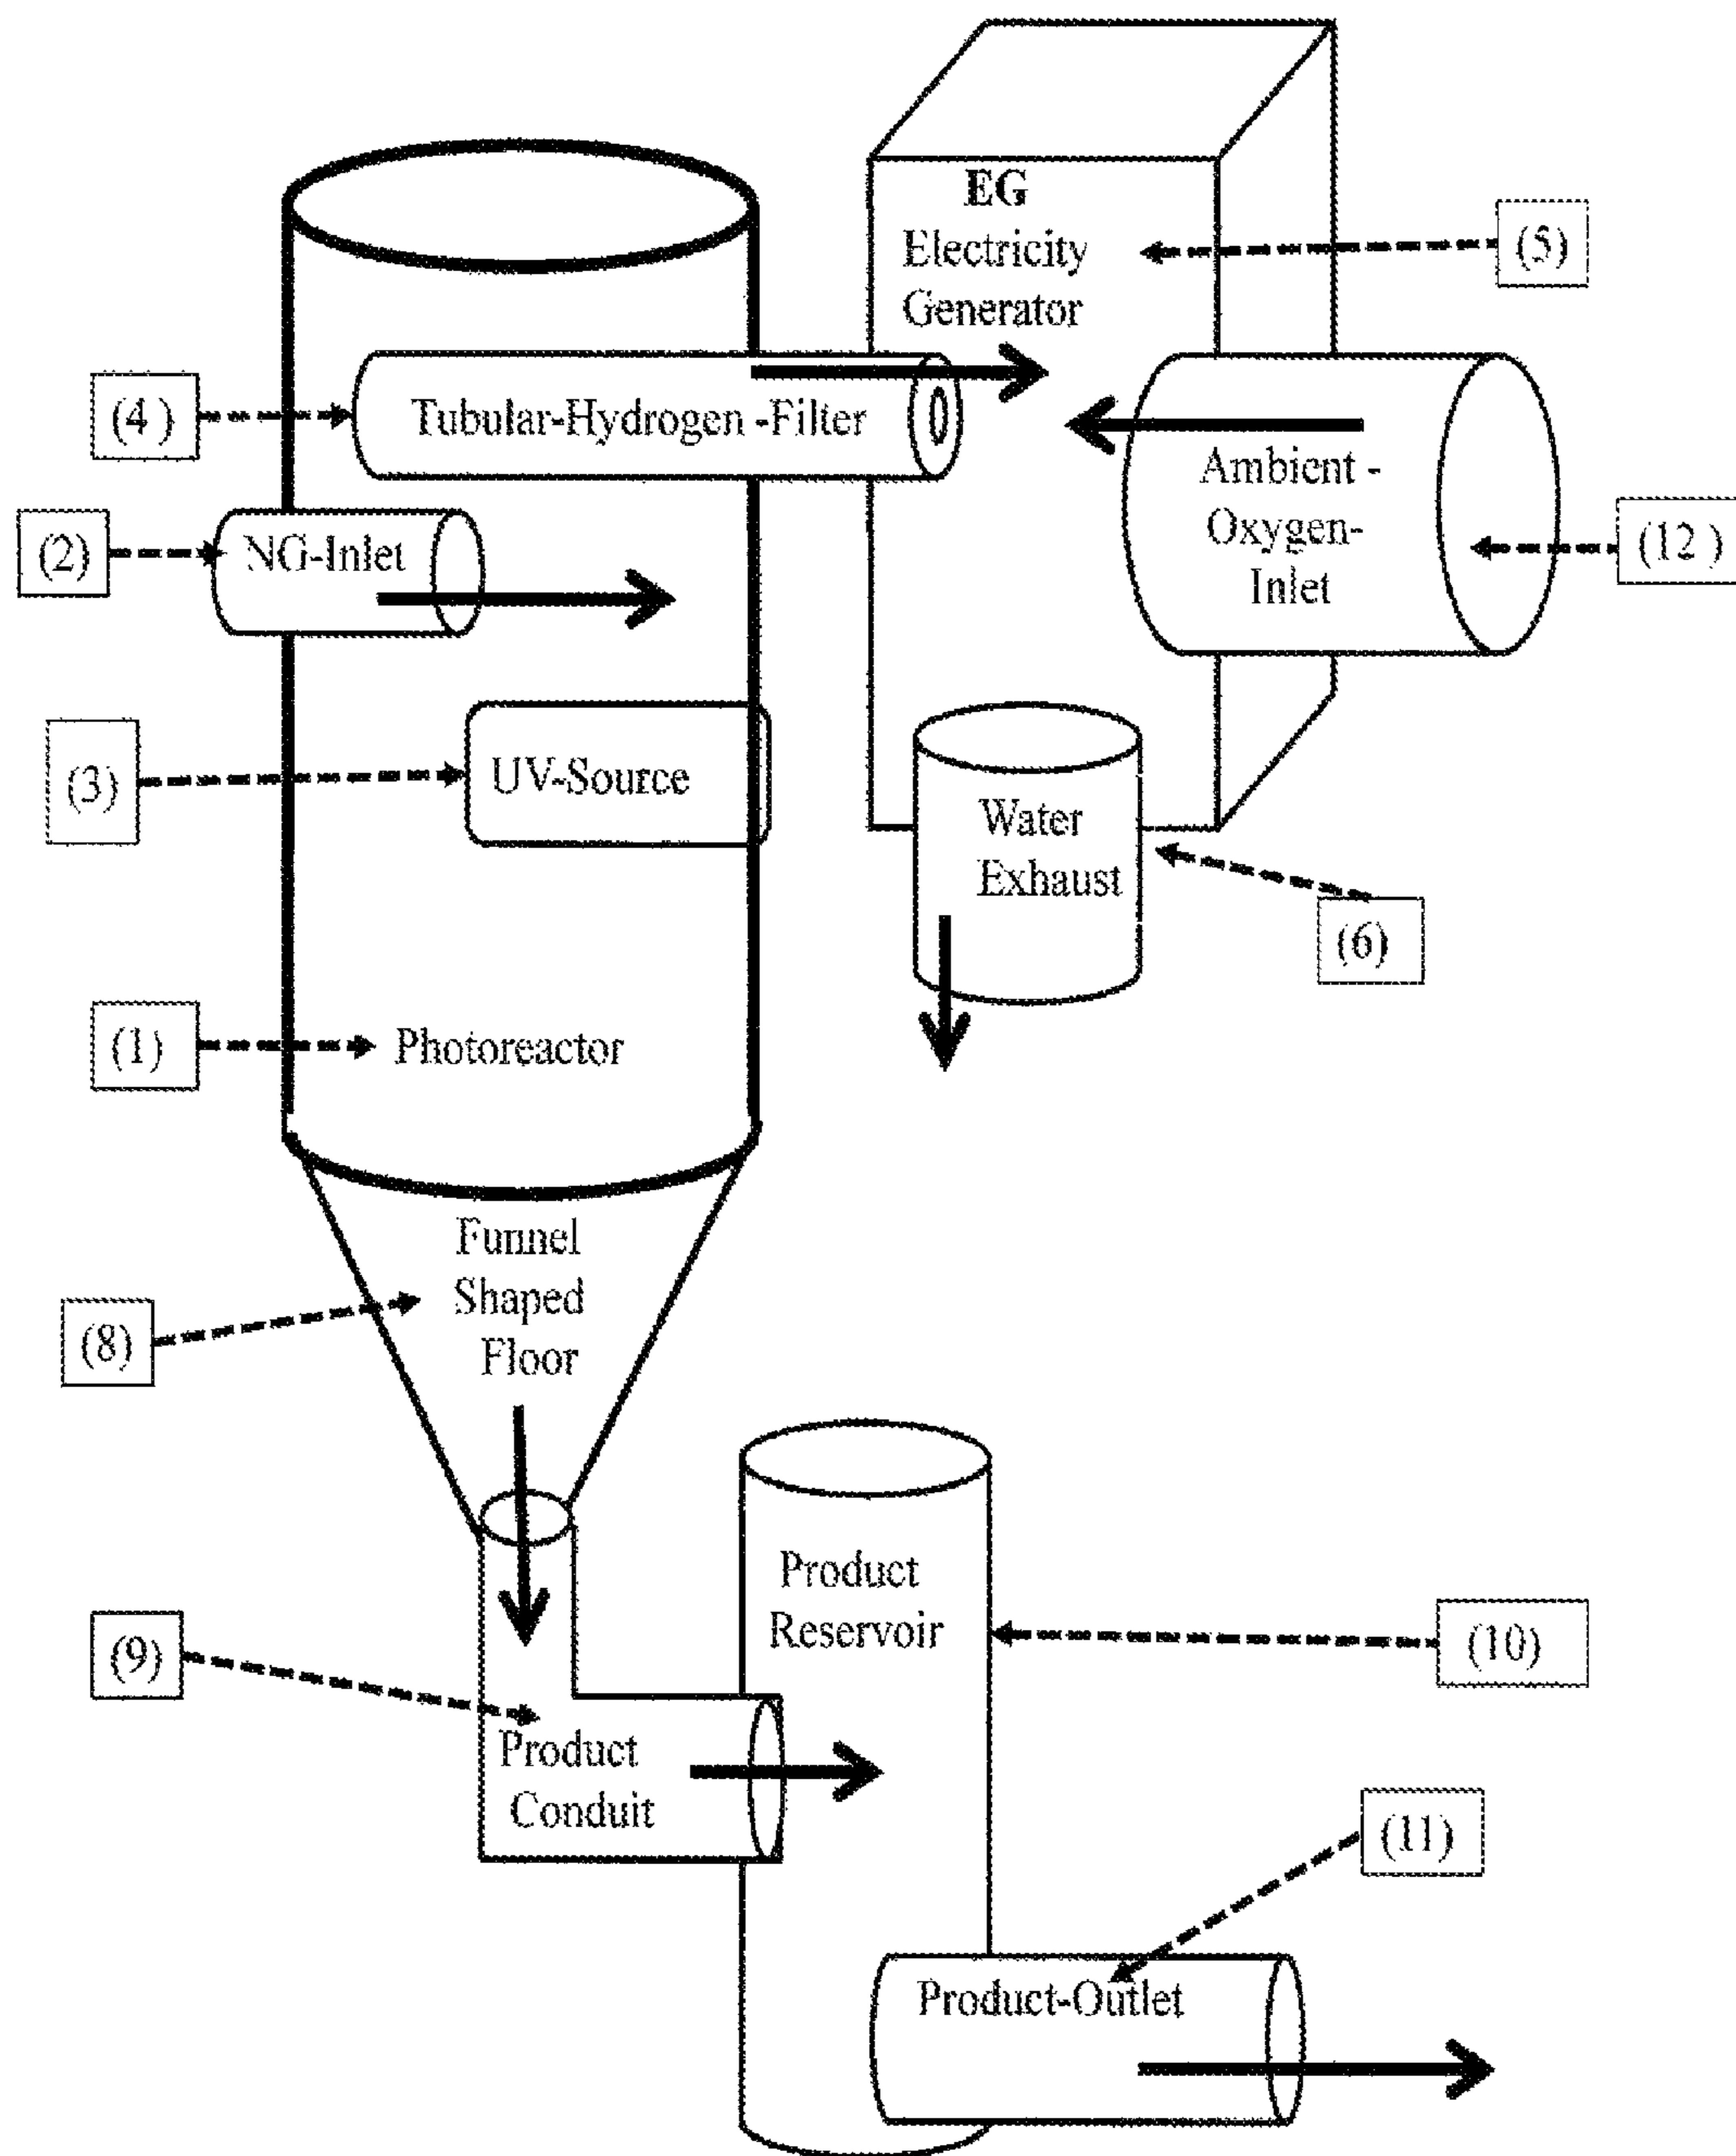 EG
Electricity
Generator
(5)
(4 )
Tubular-Hydrogen -Filter
Ambient -
Oxygen-
Inlet
(12 )
(2)
NG-Inlet
(3)
UV-Source
Water
Exhaust
(6)
(1)
Photoreactor
Funnel
Shaped
Floor
(8)
Product
Reservoir
(10)
(9)
Product
Conduit
(11)
Product-Outlet